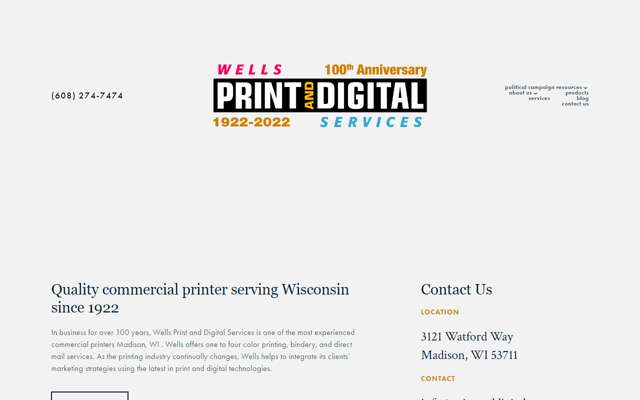 WELLS 100th Anniversary
(608) 274-7474
PRINT AND DIGITAL
1922-2022 SERVICES
political campaign resources
about us products
services blog
contact us
Quality commercial printer serving Wisconsin
since 1922
In business for over 100 years, Wells Print and Digital Services is one of the most experienced
commercial printers Madison, WI . Wells offers one to four color printing, bindery, and direct
mail services. As the printing industry continually changes, Wells helps to integrate its clients'
marketing strategies using the latest in print and digital technologies.
Contact Us
LOCATION
3121 Watford Way
Madison, WI 53711
CONTACT